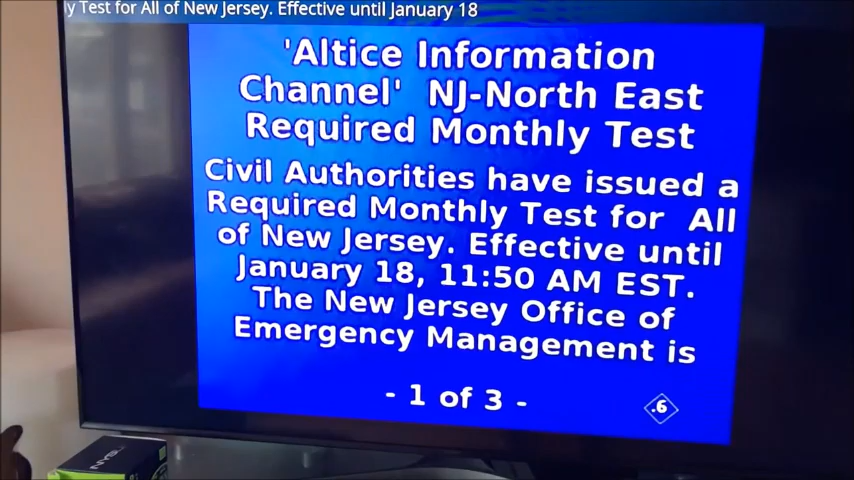 ly Test for All of New Jersey. Effective until January 18
'Altice Information
Channel' NJ-North East
Required Monthly Test
Civil Authorities have issued a
Required Monthly Test for All
of New Jersey. Effective until
January 18, 11:50 AM EST.
The New Jersey Office of
Emergency Management is
- 1 of 3 -
.6